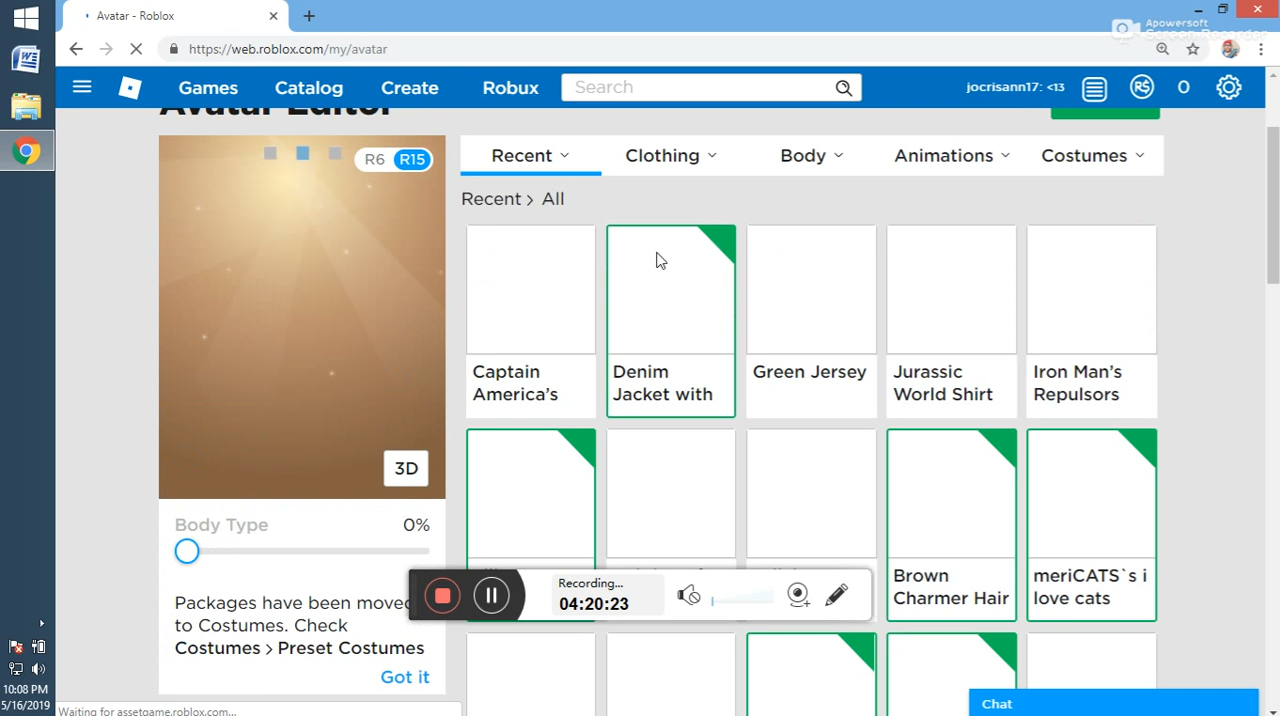 Avatar - Roblox
Apowersoft
Screen Recorder
https://web.roblox.com/my/avatar
Games
Catalog
Create
Robux
Search
jocrisann17: <13
0
Avatar Editor
R6
R15
Recent
Clothing
Body
Animations
Costumes
Recent > All
Captain
America's
Denim
Jacket with
Green Jersey
Jurassic
World Shirt
Iron Man's
Repulsors
3D
Body Type
0%
Brown
Charmer Hair
meriCATS`s i
love cats
Recording...
04:20:23
Packages have been moved
to Costumes. Check
Costumes > Preset Costumes
Got it
10:08 PM
5/16/2019
Chat
Waiting for assetgame.roblox.com...